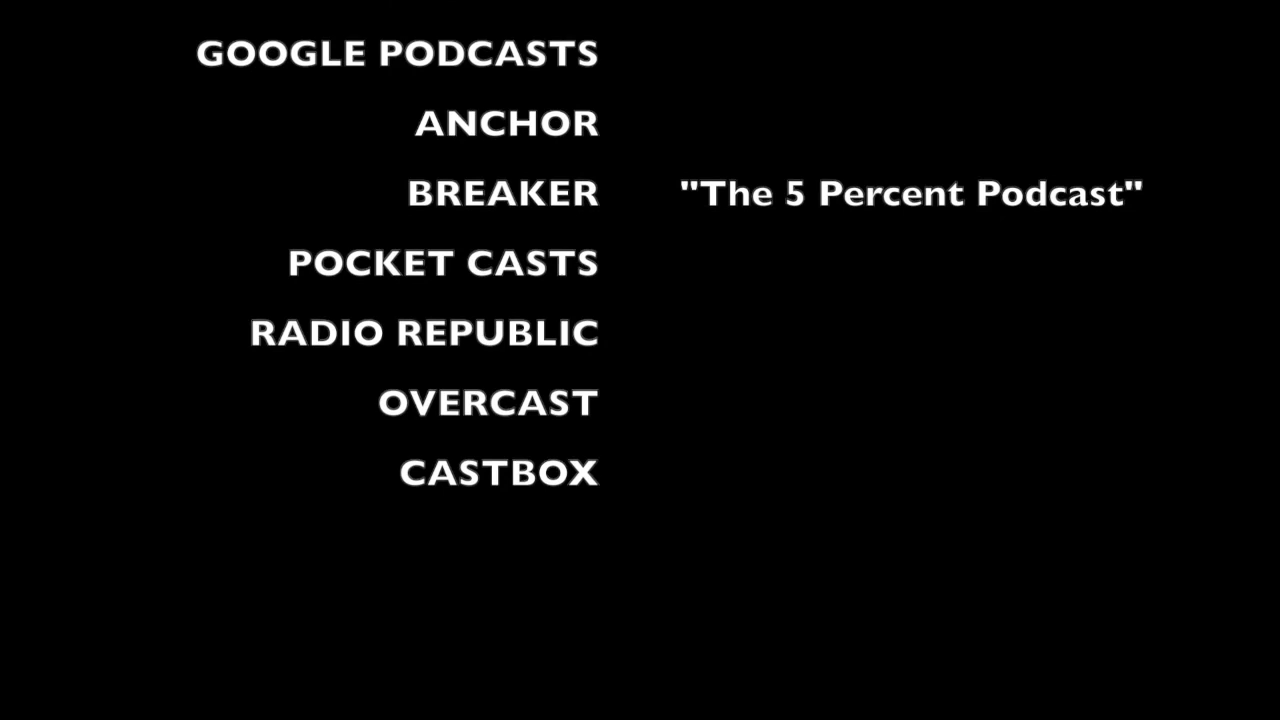 GOOGLE PODCASTS
ANCHOR
BREAKER "The 5 Percent Podcast"
POCKET CASTS
RADIO REPUBLIC
OVERCAST
CASTBOX